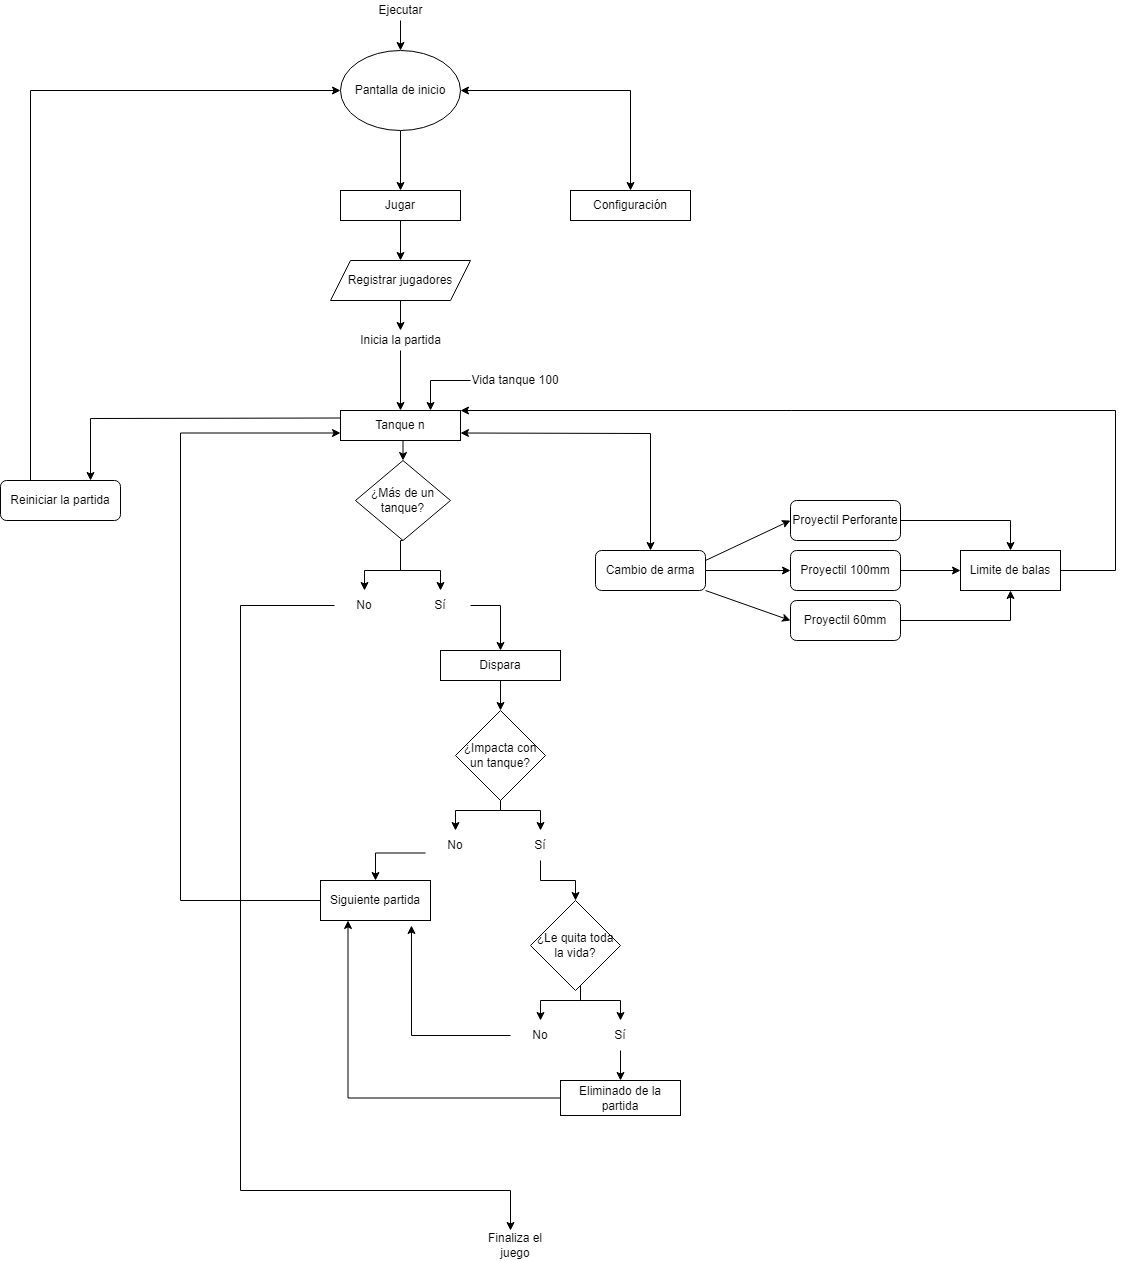 Ejecutar
Pantalla de inicio
Jugar
Configuración
Registrar jugadores
Inicia la partida
Vida tanque 100
Tanque n
Reiniciar la partida
¿Más de un
tanque?
Proyectil Perforante
Cambio de arma
Proyectil 100mm
Limite de balas
Proyectil 60mm
No
Sí
Dispara
¿Impacta con
un tanque?
No
Sí
Siguiente partida
¿Le quita toda
la vida?
No
Sí
Eliminado de la
partida
Finaliza el
juego